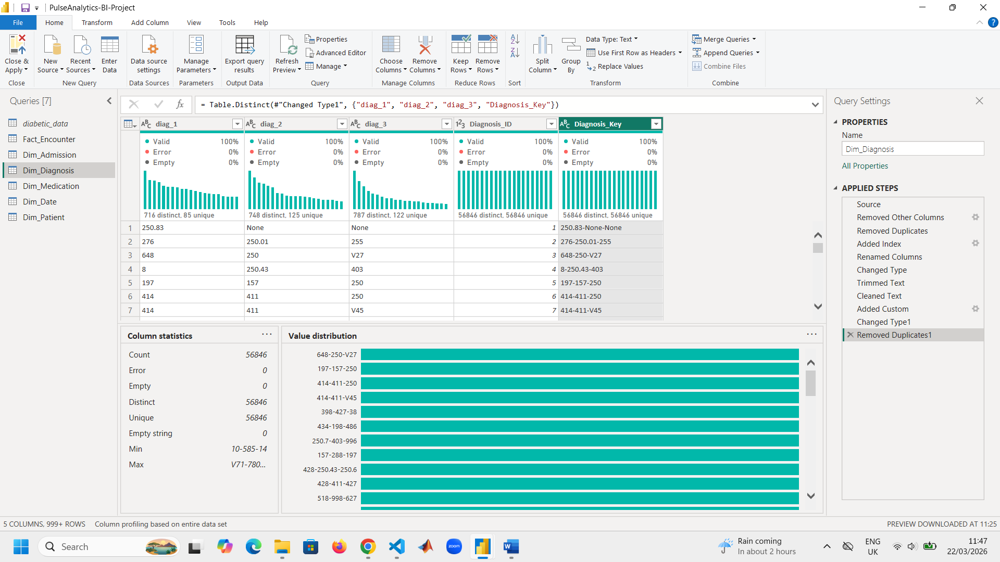 PulseAnalytics-BI-Project
File Home Transform Add Column View Tools Help
Close & Apply
Close
New Source
Recent Sources
Enter Data
New Query
Data source settings
Data Sources
Manage Parameters
Parameters
Export query results
Output Data
Refresh Preview
Properties
Advanced Editor
Manage
Query
Choose Columns
Remove Columns
Manage Columns
Keep Rows
Remove Rows
Reduce Rows
Sort
Split Column
Group By
Data Type: Text
Use First Row as Headers
Replace Values
Transform
Merge Queries
Append Queries
Combine Files
Combine
Queries [7]
diabetic_data
Fact_Encounter
Dim_Admission
Dim_Diagnosis
Dim_Medication
Dim_Date
Dim_Patient
fx = Table.Distinct(#"Changed Type1", {"diag_1", "diag_2", "diag_3", "Diagnosis_Key"})
diag_1 diag_2 diag_3 Diagnosis_ID Diagnosis_Key
Valid 100% Valid 100% Valid 100% Valid 100% Valid 100%
Error 0% Error 0% Error 0% Error 0% Error 0%
Empty 0% Empty 0% Empty 0% Empty 0% Empty 0%
716 distinct, 85 unique 748 distinct, 125 unique 787 distinct, 122 unique 56846 distinct, 56846 unique 56846 distinct, 56846 unique
1 250.83 None None 1 250.83-None-None
2 276 250.01 255 2 276-250.01-255
3 648 250 V27 3 648-250-V27
4 8 250.43 403 4 8-250.43-403
5 197 157 250 5 197-157-250
6 414 411 250 6 414-411-250
7 414 411 V45 7 414-411-V45
Column statistics
Count 56846
Error 0
Empty 0
Distinct 56846
Unique 56846
Empty string 0
Min 10-585-14
Max V71-780...
Value distribution
648-250-V27
197-157-250
414-411-250
414-411-V45
398-427-38
434-198-486
250.7-403-996
157-288-197
428-250.43-250.6
428-411-427
518-998-627
Query Settings
PROPERTIES
Name
Dim_Diagnosis
All Properties
APPLIED STEPS
Source
Removed Other Columns
Removed Duplicates
Added Index
Renamed Columns
Changed Type
Trimmed Text
Cleaned Text
Added Custom
Changed Type1
Removed Duplicates1
5 COLUMNS, 999+ ROWS Column profiling based on entire data set PREVIEW DOWNLOADED AT 11:25
Search
zoom
Rain coming
In about 2 hours
ENG
UK
11:47
22/03/2026